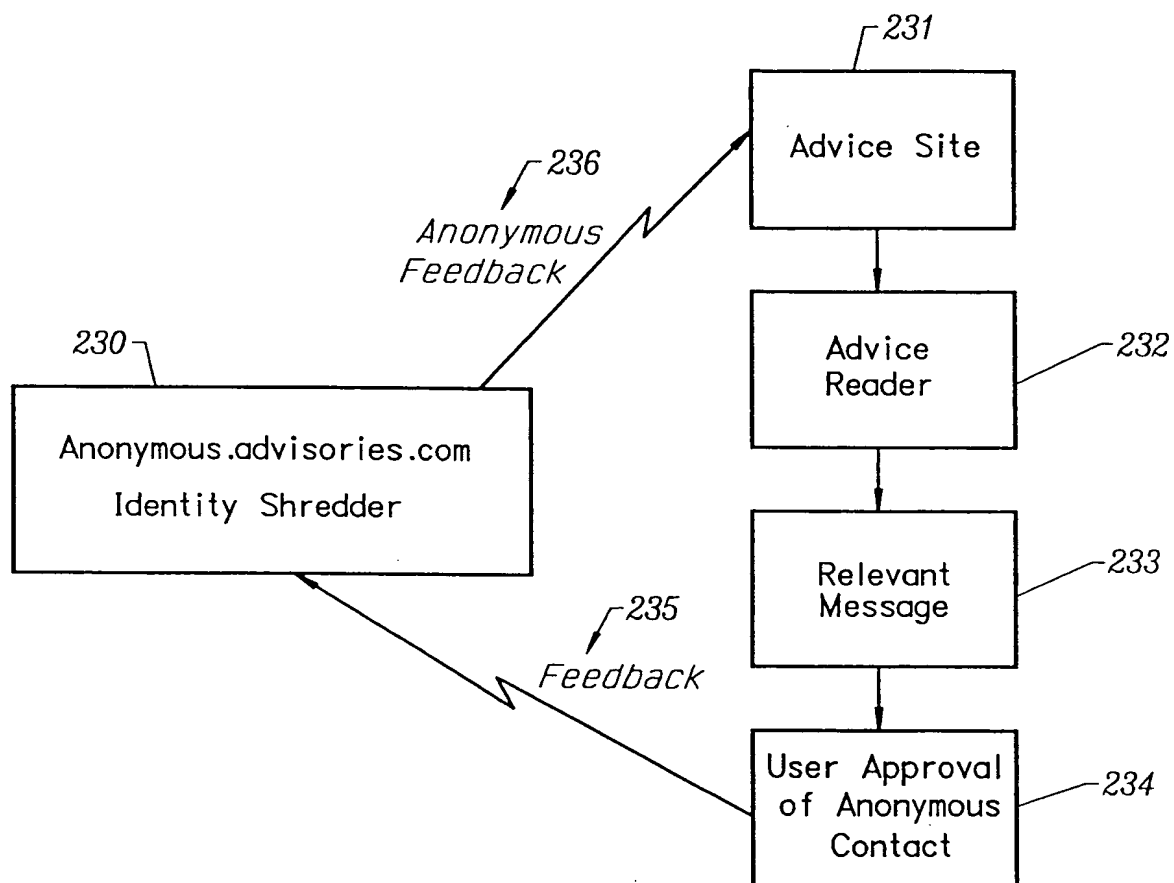 231
Advice Site
236
Anonymous
Feedback
230
Anonymous.advisories.com
Identity Shredder
Advice
Reader
232
Relevant
Message
233
235
Feedback
User Approval
of Anonymous
Contact
234